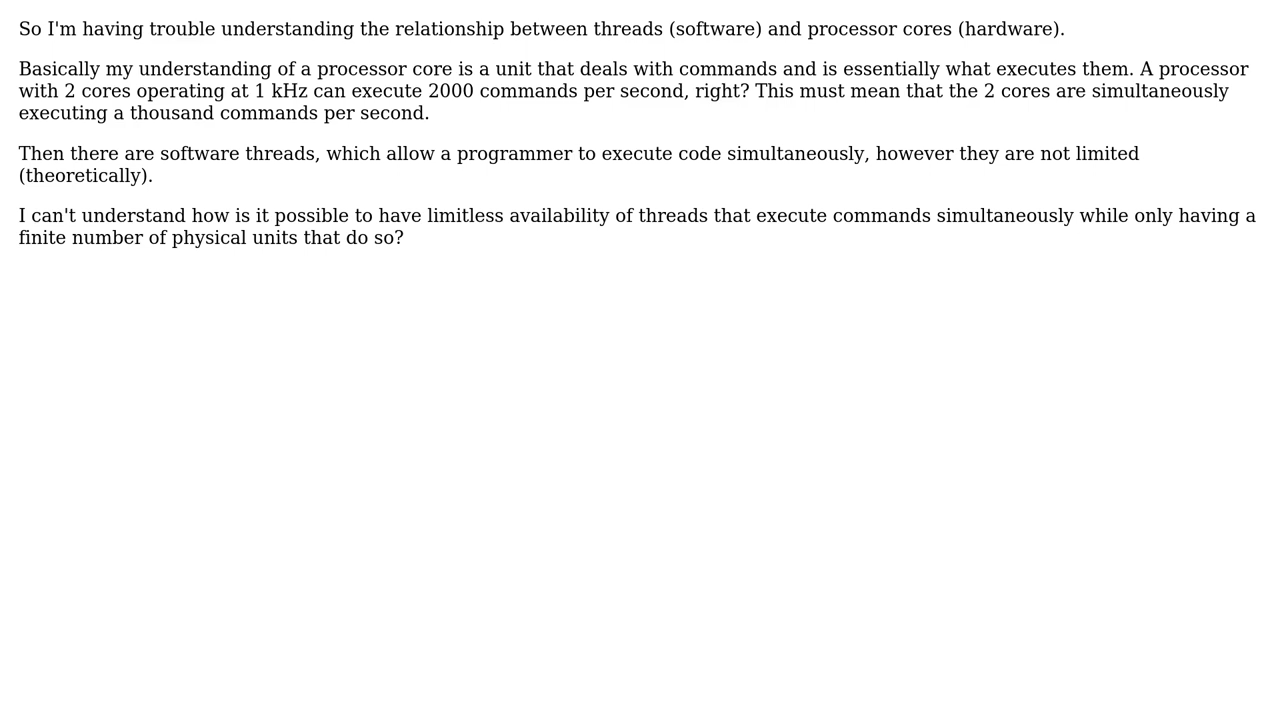 So I'm having trouble understanding the relationship between threads (software) and processor cores (hardware).
Basically my understanding of a processor core is a unit that deals with commands and is essentially what executes them. A processor
with 2 cores operating at 1 kHz can execute 2000 commands per second, right? This must mean that the 2 cores are simultaneously
executing a thousand commands per second.
Then there are software threads, which allow a programmer to execute code simultaneously, however they are not limited
(theoretically).
I can't understand how is it possible to have limitless availability of threads that execute commands simultaneously while only having a
finite number of physical units that do so?